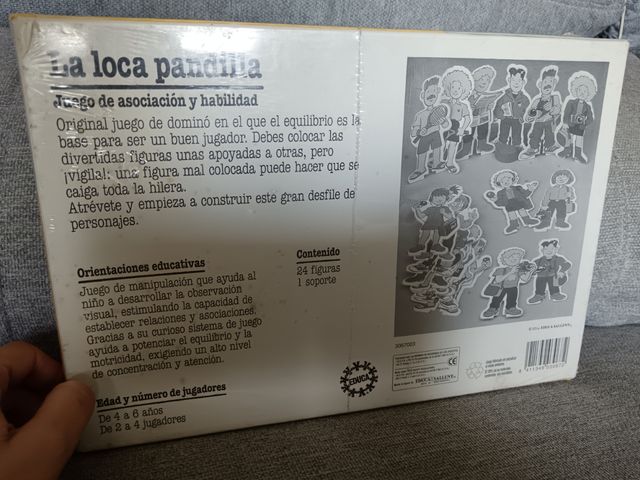 La loca pandilla
Juego de asociación y habilidad
Original juego de dominó en el que el equilibrio es la
base para ser un buen jugador. Debes colocar las
divertidas figuras unas apoyadas a otras, pero
¡vigila!: una figura mal colocada puede hacer que se
caiga toda la hilera.
Atrévete y empieza a construir este gran desfile de
personajes.
Orientaciones educativas
Juego de manipulación que ayuda al
niño a desarrollar la observación
visual, estimulando la capacidad de
establecer relaciones y asociaciones.
Gracias a su curioso sistema de juego
ayuda a potenciar el equilibrio y la
motricidad, exigiendo un alto nivel
de concentración y atención.
Edad y número de jugadores
De 4 a 6 años
De 2 a 4 jugadores
Contenido
24 figuras
1 soporte
EDUCA
EDUCA SALLENT
CE